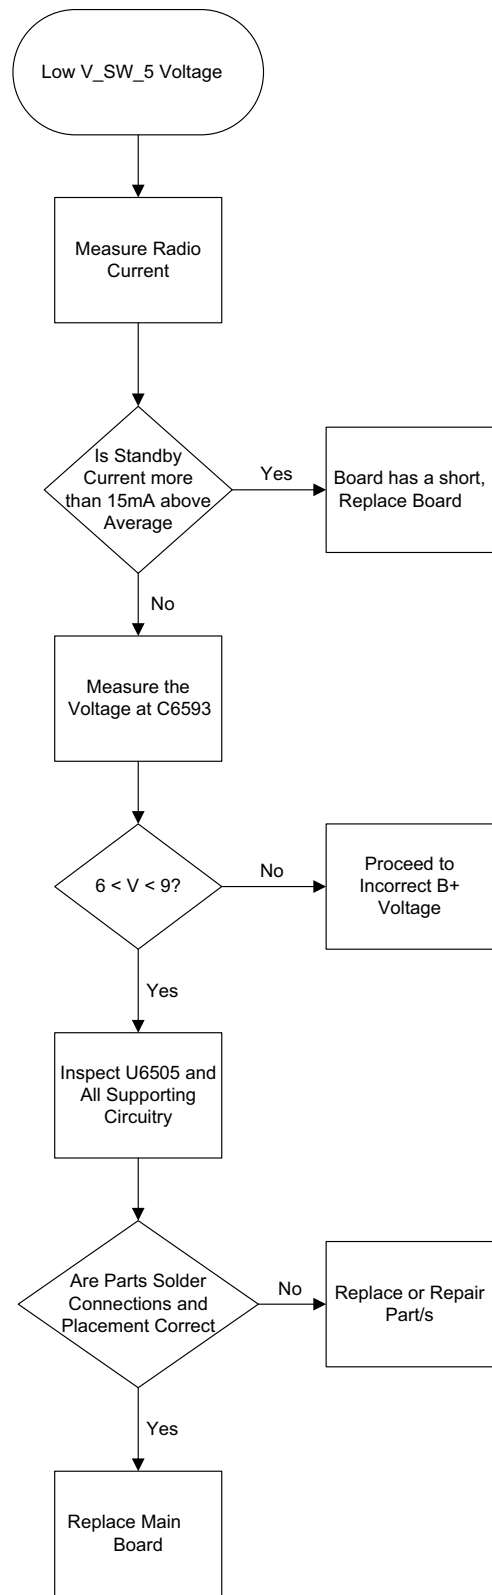 Low V_SW_5 Voltage
Measure Radio
Current
Is Standby
Current more
than 15mA above
Average
Yes
Board has a short,
Replace Board
No
Measure the
Voltage at C6593
6 < V < 9?
No
Proceed to
Incorrect B+
Voltage
Yes
Inspect U6505 and
All Supporting
Circuitry
Are Parts Solder
Connections and
Placement Correct
No
Replace or Repair
Part/s
Yes
Replace Main
Board